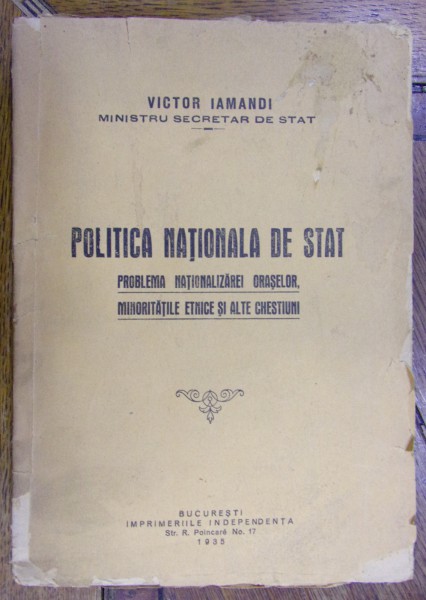 VICTOR IAMANDI
MINISTRU SECRETAR DE STAT
POLITICA NAȚIONALA DE STAT
PROBLEMA NAȚIONALIZĂREI ORAȘELOR,
MINORITĂȚILE ETNICE ȘI ALTE CHESTIUNI
BUCUREȘTI
IMPRIMERIILE INDEPENDENȚA
Str. R. Poincaré No. 17
1935